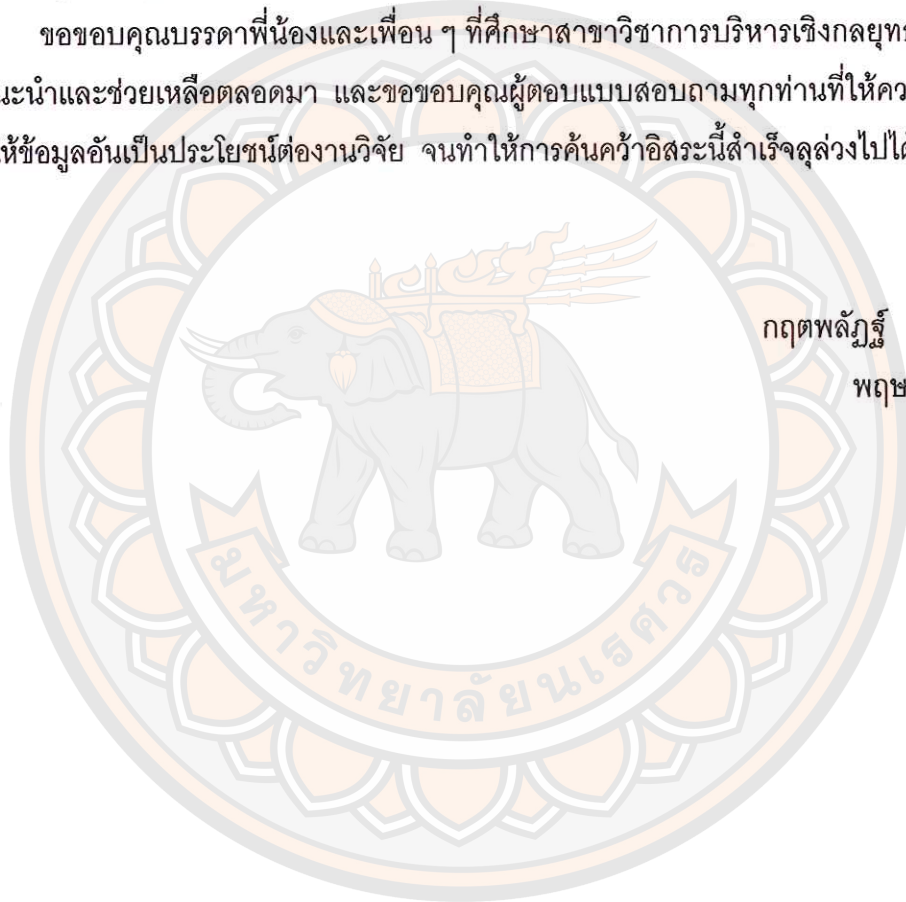 ขอขอบคุณบรรดาพี่น้องและเพื่อน ๆ ที่ศึกษาสาขาวิชาการบริหารเชิงกลยุทธ
นะนำและช่วยเหลือตลอดมา และขอขอบคุณผู้ตอบแบบสอบถามทุกท่านที่ให้คว
ห้ข้อมูลอันเป็นประโยชน์ต่องานวิจัย จนทำให้การค้นคว้าอิสระนี้สำเร็จลุล่วงไปได้
กฤตพลัฏฐ์
พฤษ
มหาวิทยาลัยนเรศวร